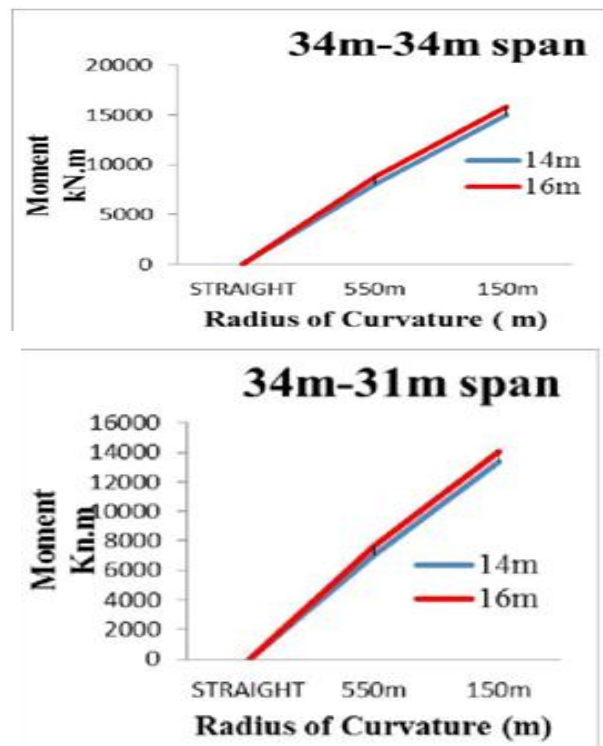 34m-34m span
20000
15000
10000
5000
0
Moment
kN.m
14m
16m
STRAIGHT 550m 150m
Radius of Curvature ( m)
34m-31m span
16000
14000
12000
10000
8000
6000
4000
2000
0
Moment
Kn.m
14m
16m
STRAIGHT 550m 150m
Radius of Curvature (m)